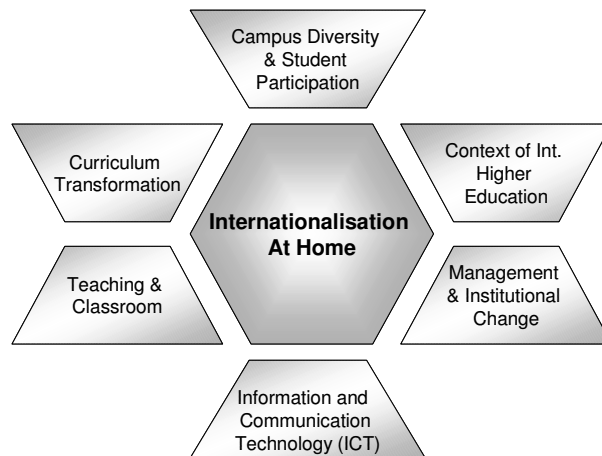 Campus Diversity
& Student
Participation
Curriculum
Transformation
Context of Int.
Higher
Education
Internationalisation
At Home
Teaching &
Classroom
Management
& Institutional
Change
Information and
Communication
Technology (ICT)